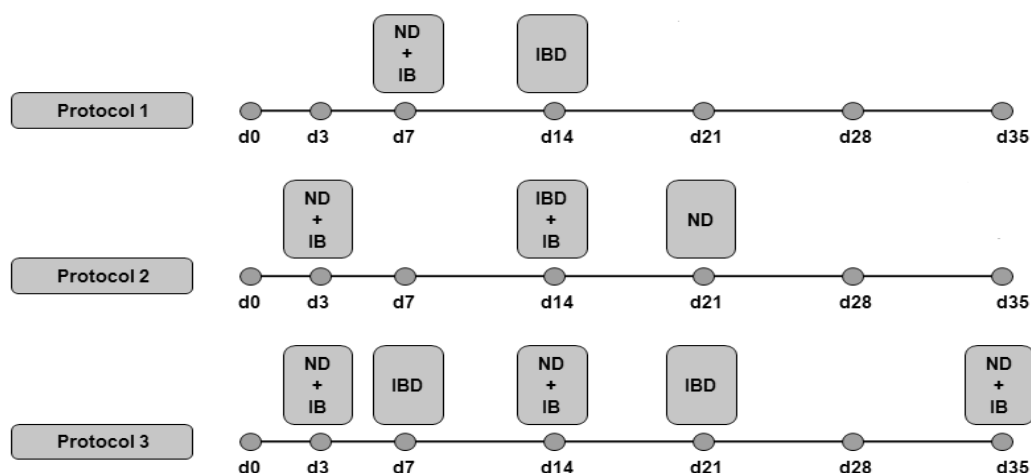 ND
+
IB
IBD
Protocol 1
d0 d3 d7 d14 d21 d28 d35
ND
+
IB
IBD
+
IB
ND
Protocol 2
d0 d3 d7 d14 d21 d28 d35
ND
+
IB
IBD
ND
+
IB
IBD
ND
+
IB
Protocol 3
d0 d3 d7 d14 d21 d28 d35